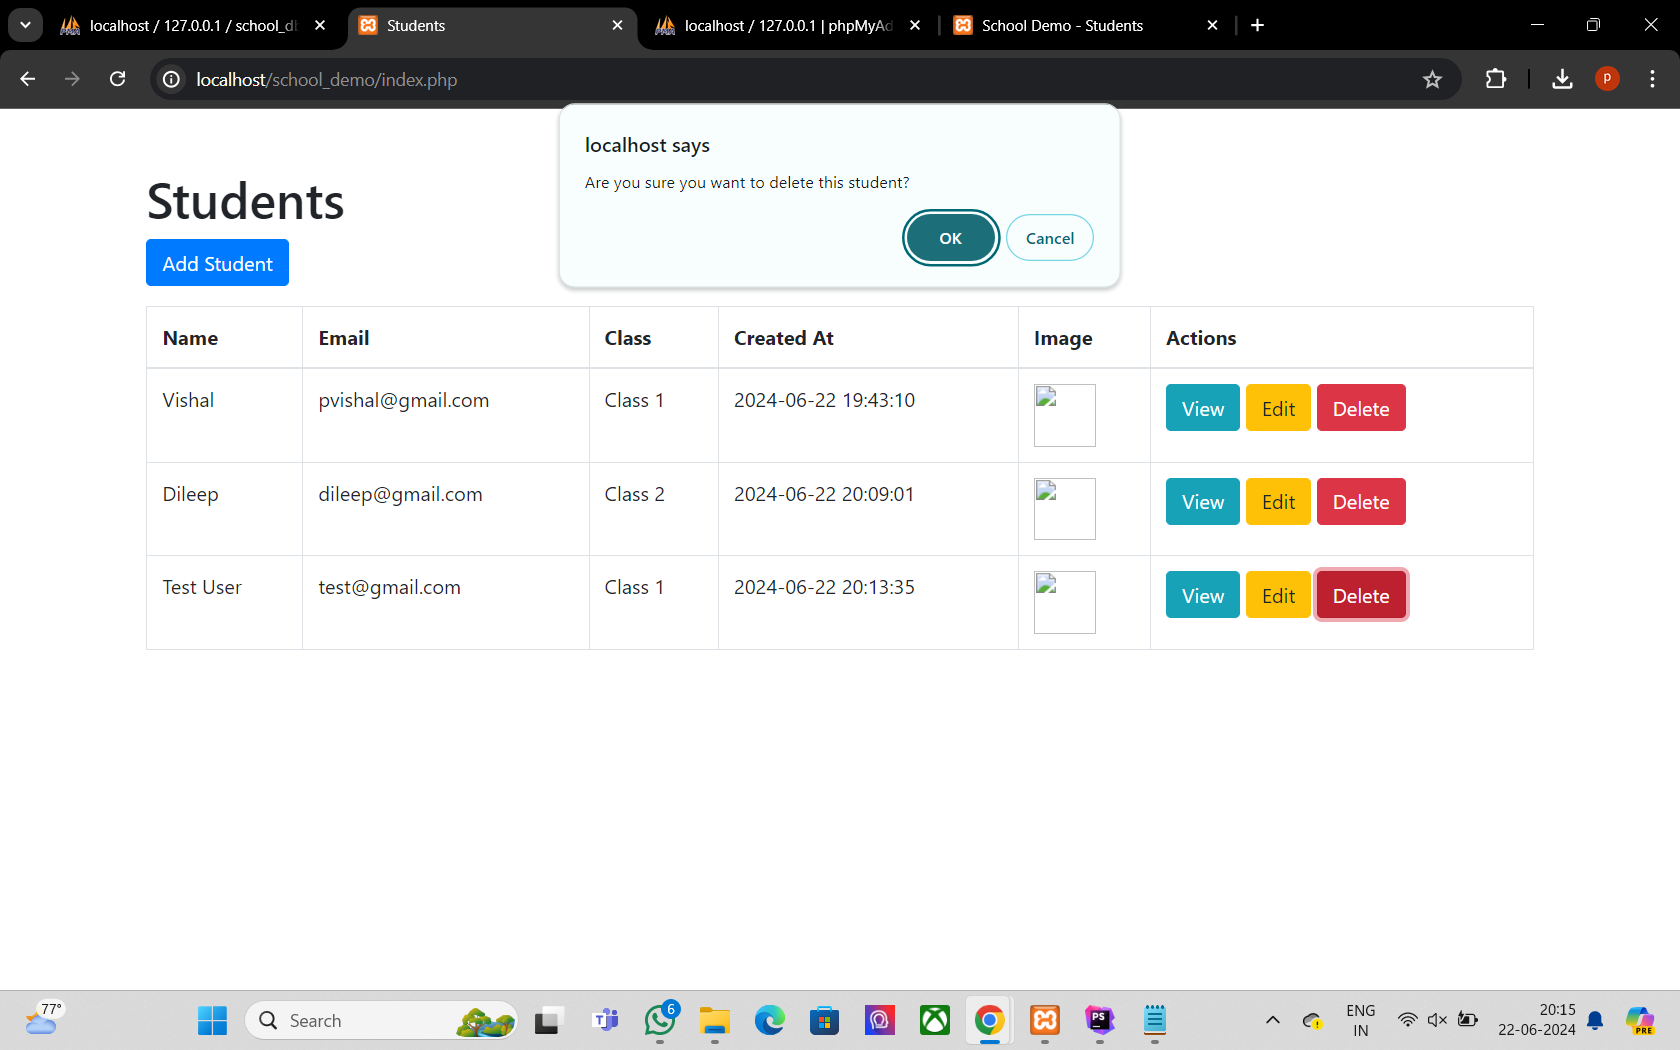 localhost / 127.0.0.1 / school_db
Students
localhost / 127.0.0.1 | phpMyAd
School Demo - Students
localhost/school_demo/index.php
p
localhost says
Are you sure you want to delete this student?
OK
Cancel
Students
Add Student
Name Email Class Created At Image Actions
Vishal pvishal@gmail.com Class 1 2024-06-22 19:43:10 View Edit Delete
Dileep dileep@gmail.com Class 2 2024-06-22 20:09:01 View Edit Delete
Test User test@gmail.com Class 1 2024-06-22 20:13:35 View Edit Delete
77°
Search
6
PS
ENG
IN
20:15
22-06-2024
PRE